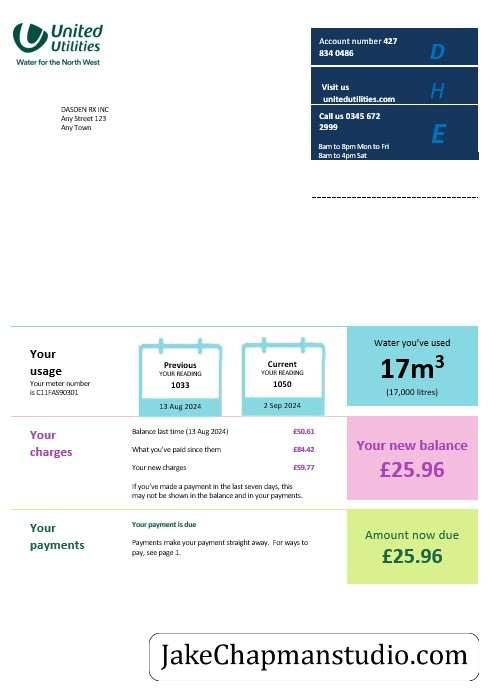 United
Utilities
Water for the North West
Account number 427
834 0486
D
Visit us
unitedutilities.com
H
Call us 0345 672
2999
E
8am to 8pm Mon to Fri
8am to 4pm Sat
DASDEN RX INC
Any Street 123
Any Town
Your
usage
Your meter number
is C11FA590301
Previous
YOUR READING
1033
13 Aug 2024
Current
YOUR READING
1050
2 Sep 2024
Water you've used
17m³
(17,000 litres)
Your
charges
Balance last time (13 Aug 2024) £50.61
What you've paid since them £84.42
Your new charges £59.77
If you've made a payment in the last seven days, this
may not be shown in the balance and in your payments.
Your new balance
£25.96
Your
payments
Your payment is due
Payments make your payment straight away. For ways to
pay, see page 1.
Amount now due
£25.96
JakeChapmanstudio.com